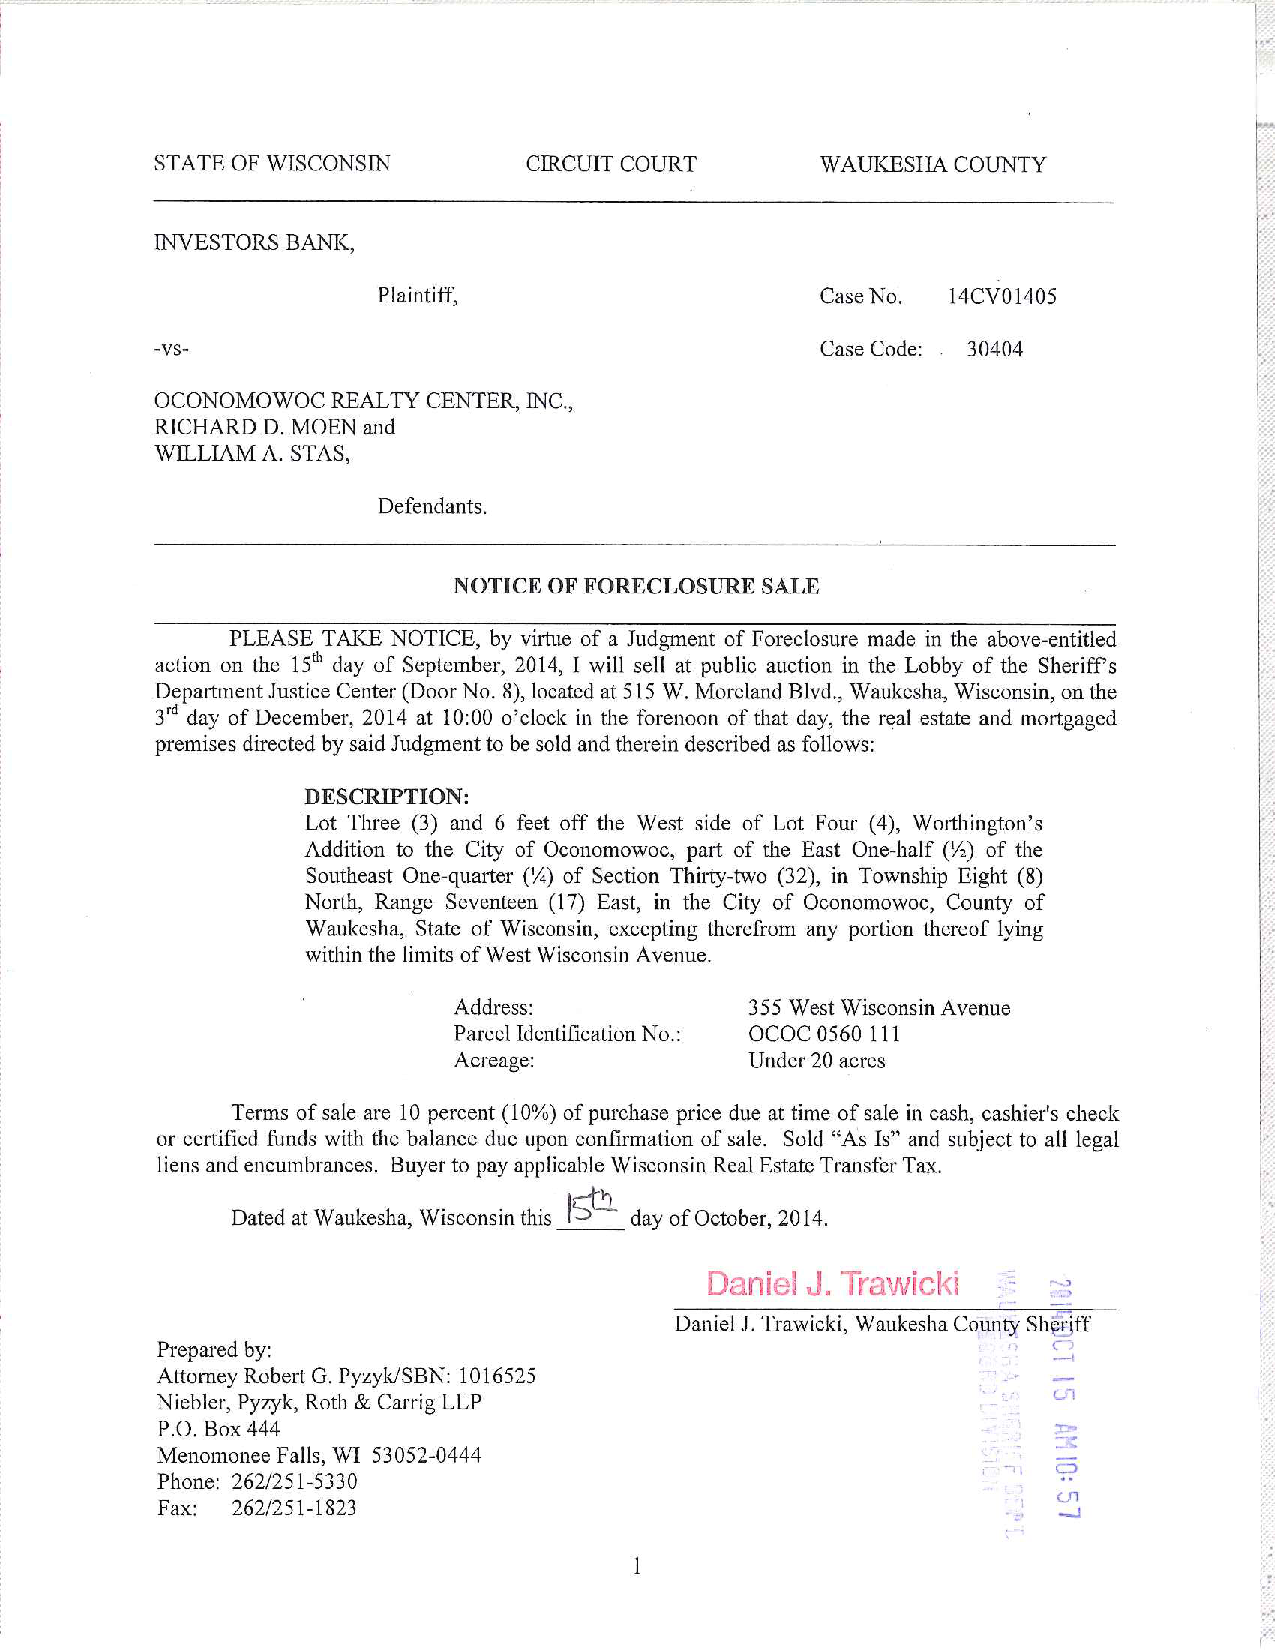 STATE OF WISCONSIN CIRCUIT COURT WAUKESHA COUNTY
INVESTORS BANK,
Plaintiff, Case No. 14CV01405
-vs- Case Code: 30404
OCONOMOWOC REALTY CENTER, INC.,
RICHARD D. MOEN and
WILLIAM A. STAS,
Defendants.
NOTICE OF FORECLOSURE SALE
PLEASE TAKE NOTICE, by virtue of a Judgment of Foreclosure made in the above-entitled
action on the 15th day of September, 2014, I will sell at public auction in the Lobby of the Sheriff's
Department Justice Center (Door No. 8), located at 515 W. Moreland Blvd., Waukesha, Wisconsin, on the
3rd day of December, 2014 at 10:00 o'clock in the forenoon of that day, the real estate and mortgaged
premises directed by said Judgment to be sold and therein described as follows:
DESCRIPTION:
Lot Three (3) and 6 feet off the West side of Lot Four (4), Worthington's
Addition to the City of Oconomowoc, part of the East One-half (½) of the
Southeast One-quarter (¼) of Section Thirty-two (32), in Township Eight (8)
North, Range Seventeen (17) East, in the City of Oconomowoc, County of
Waukesha, State of Wisconsin, excepting therefrom any portion thereof lying
within the limits of West Wisconsin Avenue.
Address: 355 West Wisconsin Avenue
Parcel Identification No.: OCOC 0560 111
Acreage: Under 20 acres
Terms of sale are 10 percent (10%) of purchase price due at time of sale in cash, cashier's check
or certified funds with the balance due upon confirmation of sale. Sold “As Is” and subject to all legal
liens and encumbrances. Buyer to pay applicable Wisconsin Real Estate Transfer Tax.
Dated at Waukesha, Wisconsin this 15th day of October, 2014.
Daniel J. Trawicki
Daniel J. Trawicki, Waukesha County Sheriff
Prepared by:
Attorney Robert G. Pyzyk/SBN: 1016525
Niebler, Pyzyk, Roth & Carrig LLP
P.O. Box 444
Menomonee Falls, WI 53052-0444
Phone: 262/251-5330
Fax: 262/251-1823
2014 OCT 15 AM 10:57
1